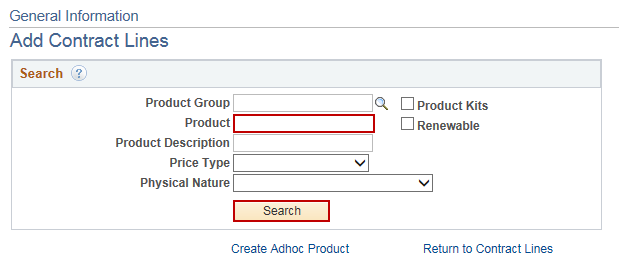 General Information
Add Contract Lines
Search ?
Product Group
Product Kits
Product
Renewable
Product Description
Price Type
Physical Nature
Search
Create Adhoc Product Return to Contract Lines